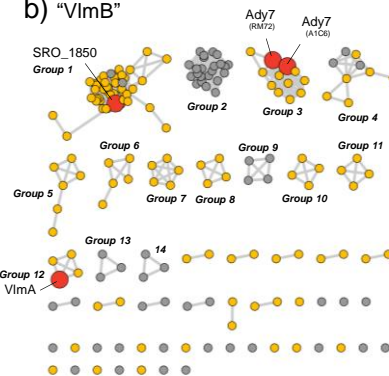 b) “VlmB”
Ady7
(RM72)
Ady7
(A1C6)
SRO_1850
Group 1
Group 2
Group 3
Group 4
Group 5
Group 6
Group 7
Group 8
Group 9
Group 10
Group 11
Group 12
VlmA
Group 13
14